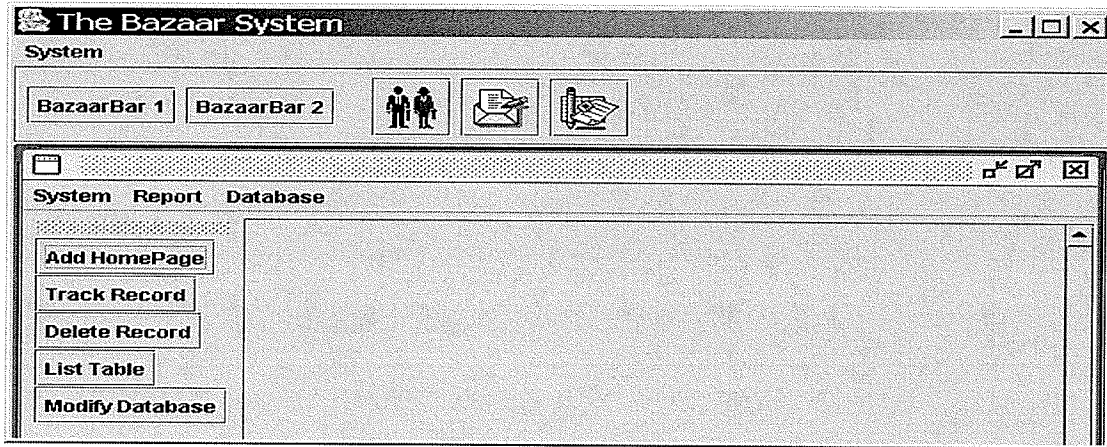 The Bazaar System
System
BazaarBar 1 BazaarBar 2
System Report Database
Add HomePage
Track Record
Delete Record
List Table
Modify Database